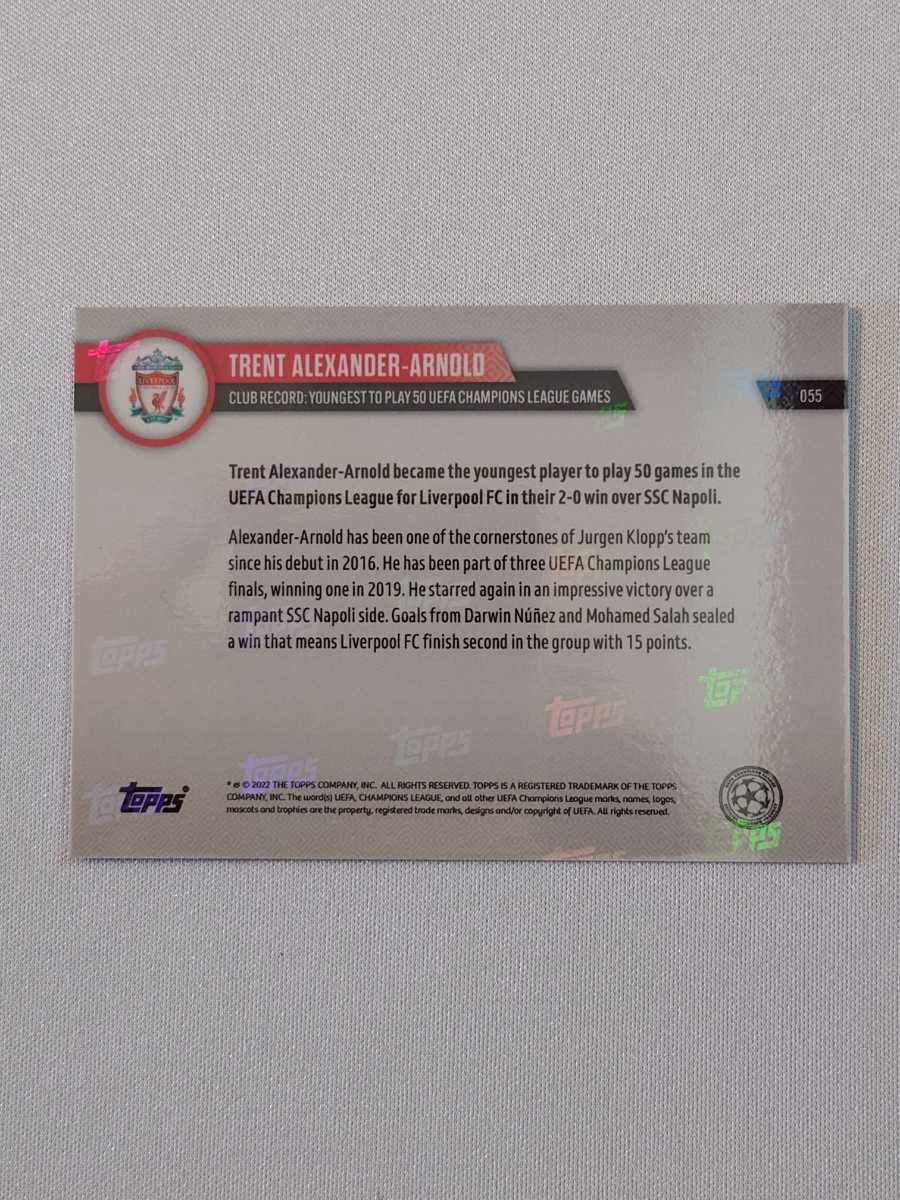 LIVERPOOL
TRENT ALEXANDER-ARNOLD
CLUB RECORD: YOUNGEST TO PLAY 50 UEFA CHAMPIONS LEAGUE GAMES
055
Trent Alexander-Arnold became the youngest player to play 50 games in the
UEFA Champions League for Liverpool FC in their 2-0 win over SSC Napoli.
Alexander-Arnold has been one of the cornerstones of Jurgen Klopp's team
since his debut in 2016. He has been part of three UEFA Champions League
finals, winning one in 2019. He starred again in an impressive victory over a
rampant SSC Napoli side. Goals from Darwin Núñez and Mohamed Salah sealed
a win that means Liverpool FC finish second in the group with 15 points.
Topps
Topps
Topps
Topps
Topps
* ® © 2022 THE TOPPS COMPANY, INC. ALL RIGHTS RESERVED. TOPPS IS A REGISTERED TRADEMARK OF THE TOPPS
COMPANY, INC. The word(s) UEFA, CHAMPIONS LEAGUE, and all other UEFA Champions League marks, names, logos,
mascots and trophies are the property, registered trade marks, designs and/or copyright of UEFA. All rights reserved.